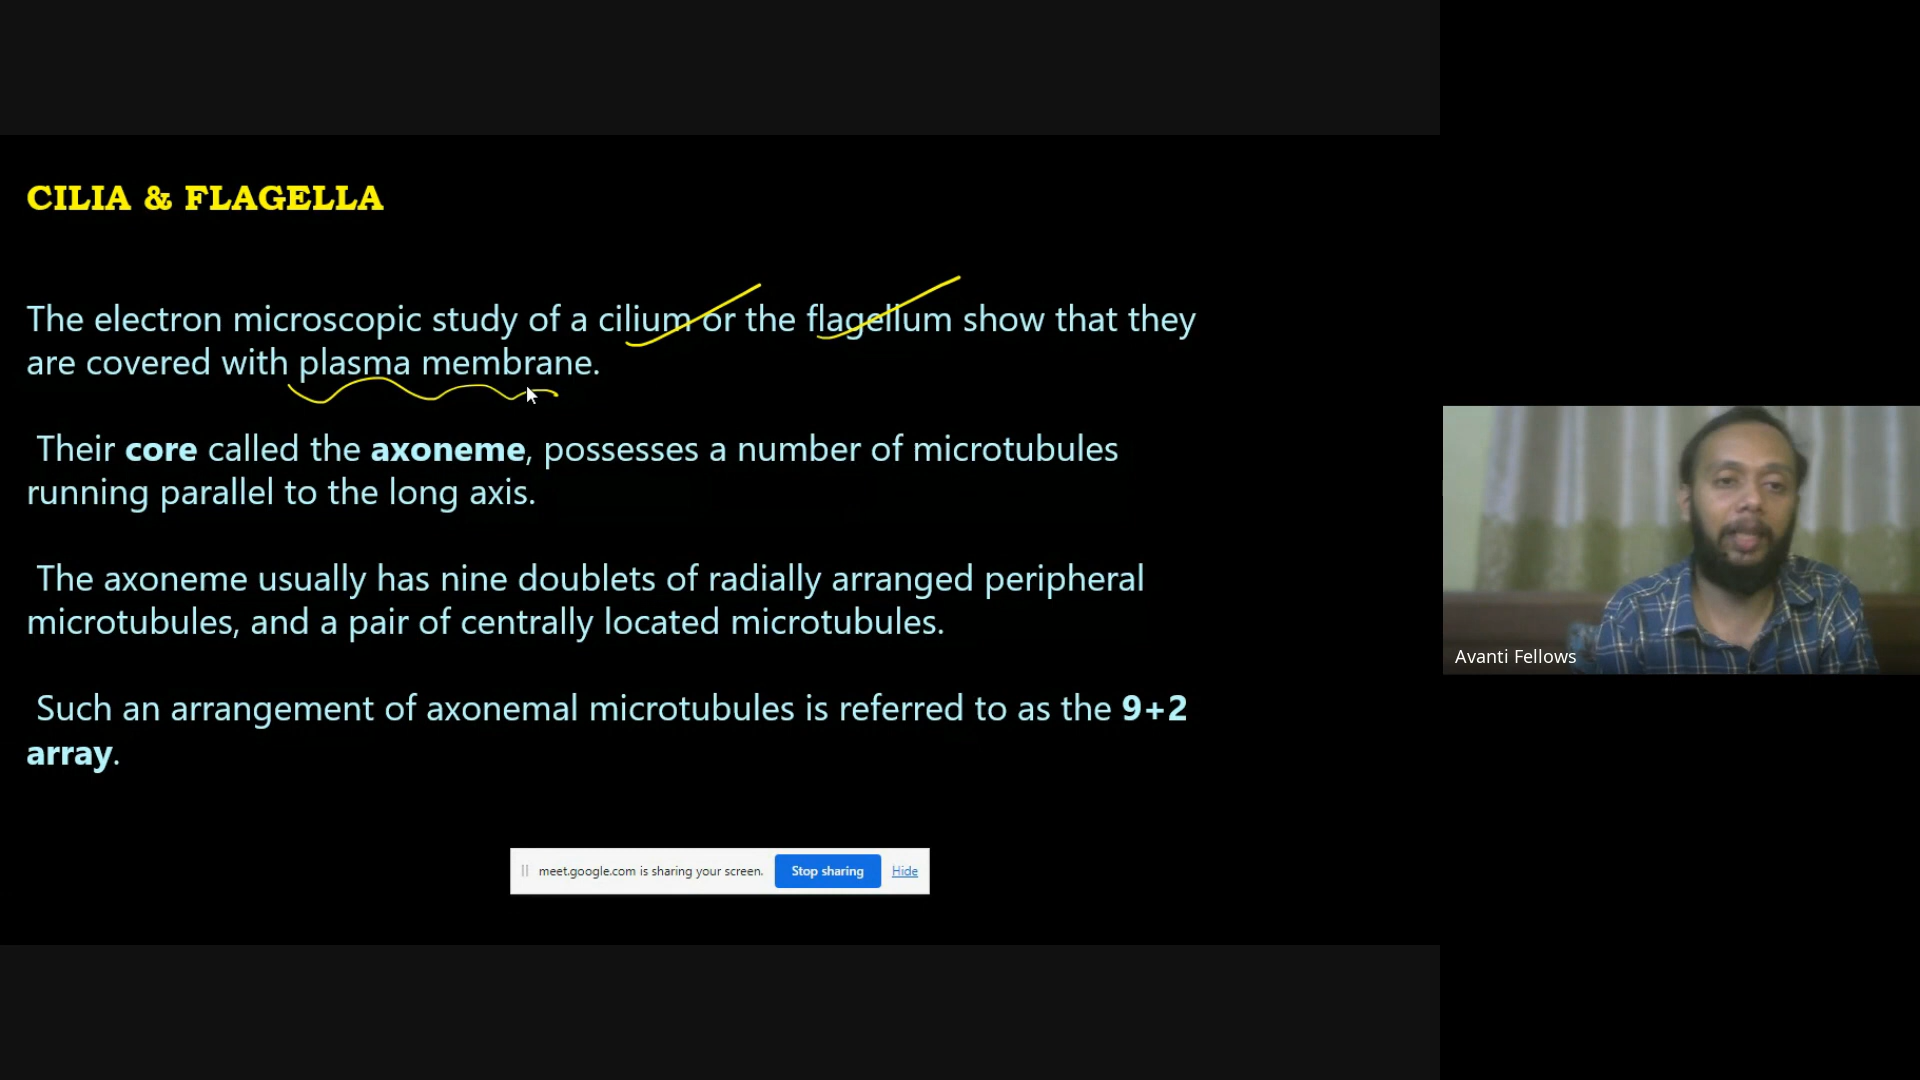 CILIA & FLAGELLA
The electron microscopic study of a cilium or the flagellum show that they
are covered with plasma membrane.
Their core called the axoneme, possesses a number of microtubules
running parallel to the long axis.
The axoneme usually has nine doublets of radially arranged peripheral
microtubules, and a pair of centrally located microtubules.
Such an arrangement of axonemal microtubules is referred to as the 9+2
array.
meet.google.com is sharing your screen. Stop sharing Hide
Avanti Fellows